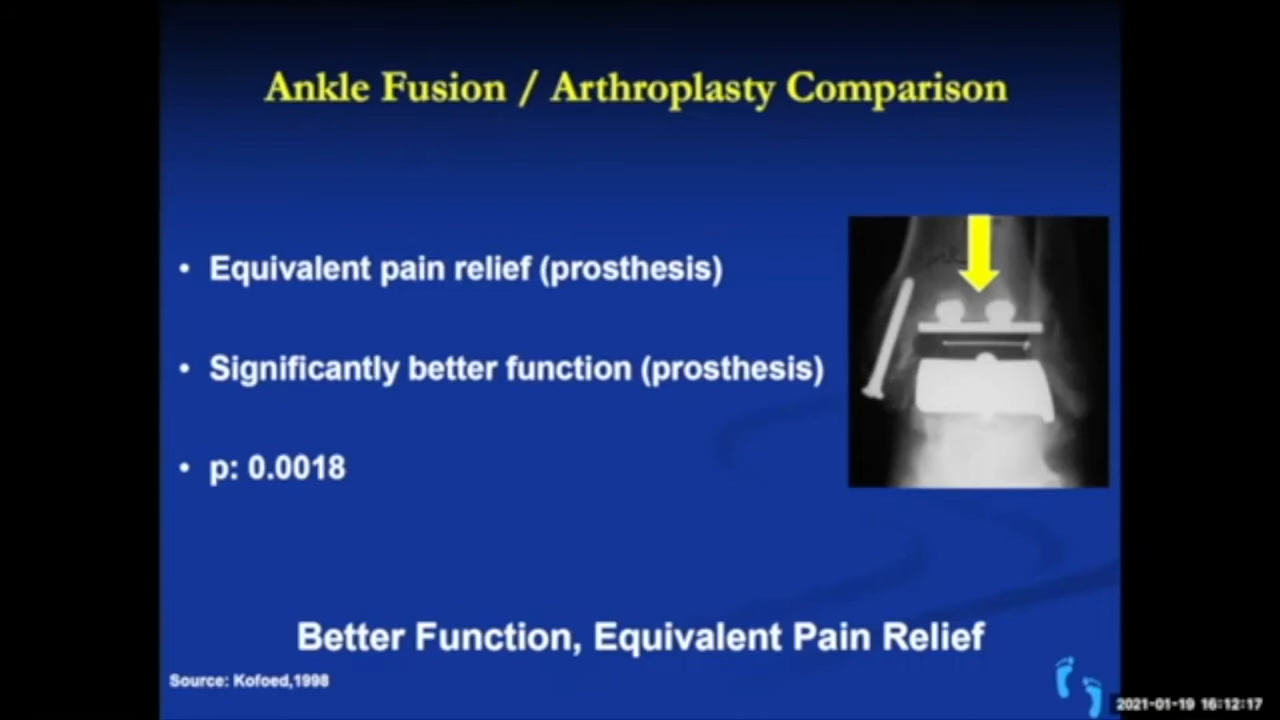 Ankle Fusion / Arthroplasty Comparison
• Equivalent pain relief (prosthesis)
• Significantly better function (prosthesis)
• p: 0.0018
Better Function, Equivalent Pain Relief
Source: Kofoed,1998
2021-01-19 16:12:17